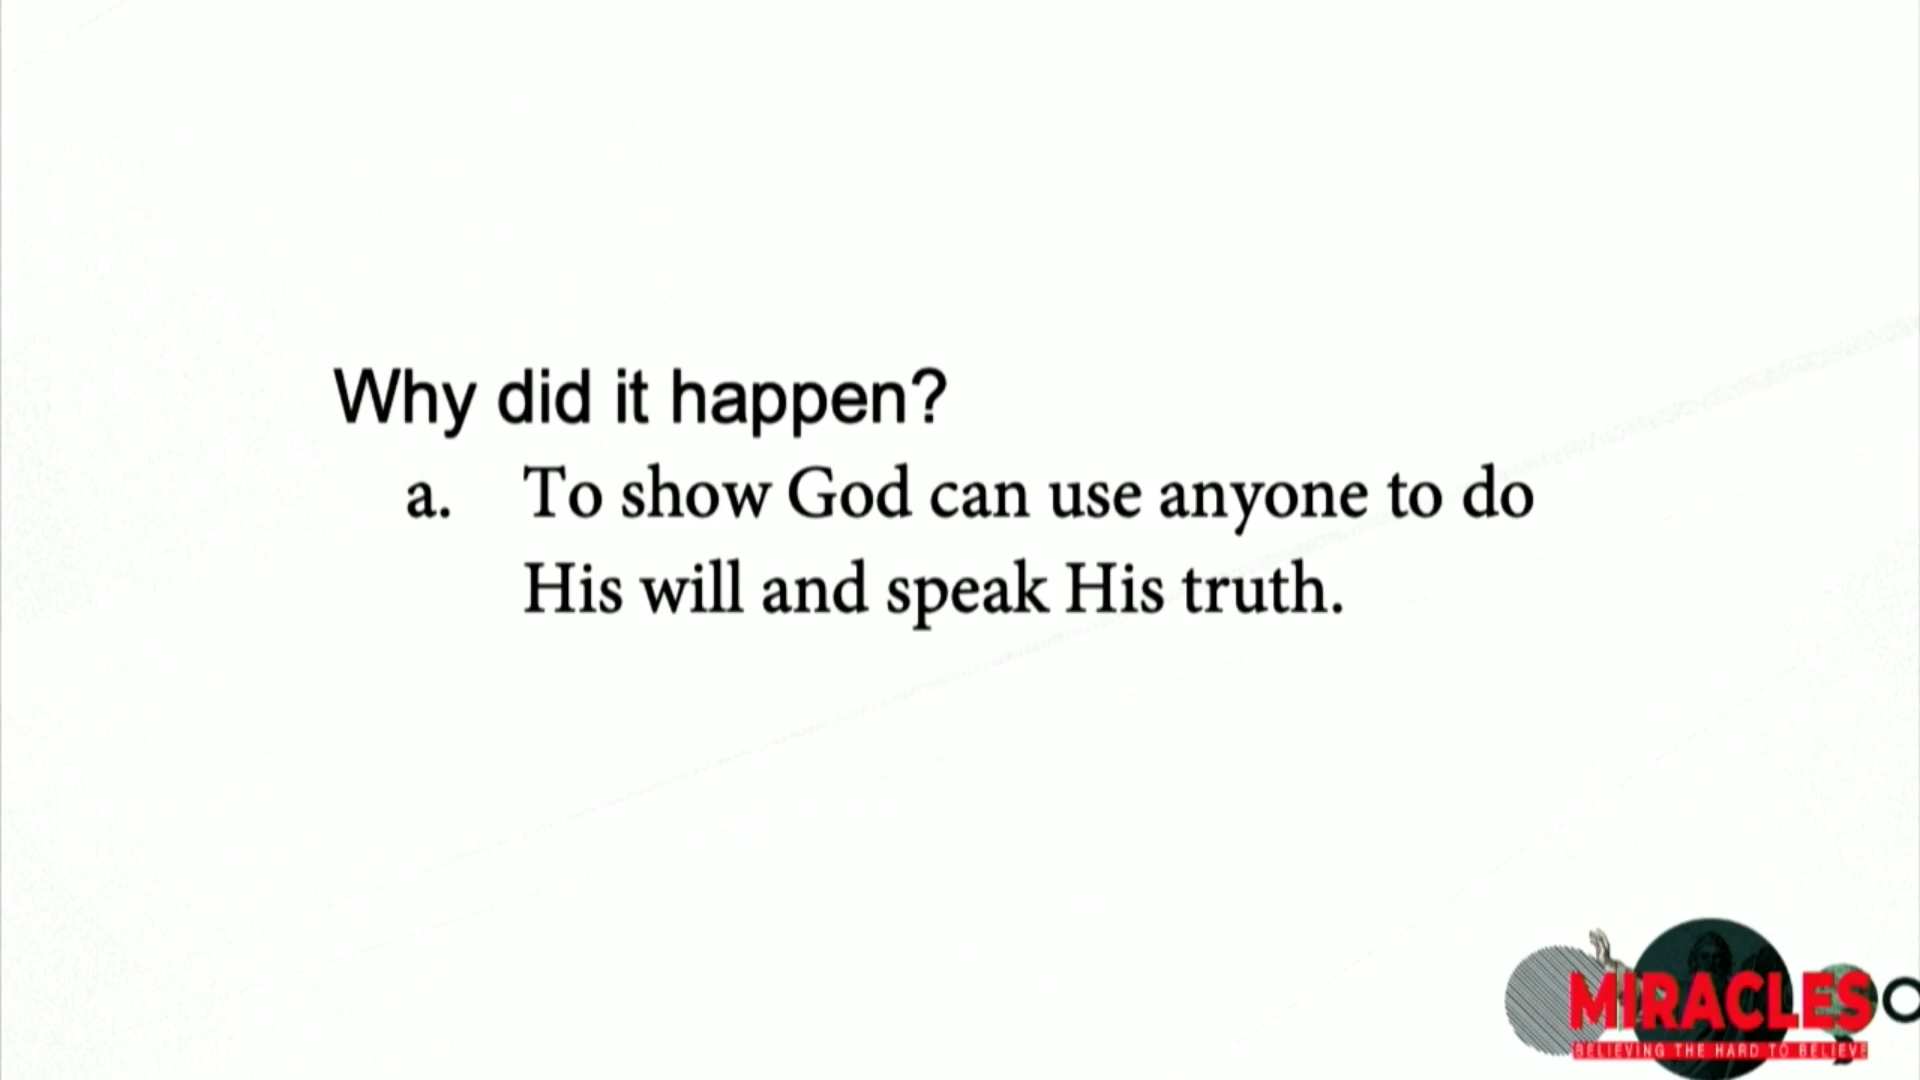 Why did it happen?
a. To show God can use anyone to do
His will and speak His truth.
MIRACLES
BELIEVING THE HARD TO BELIEVE